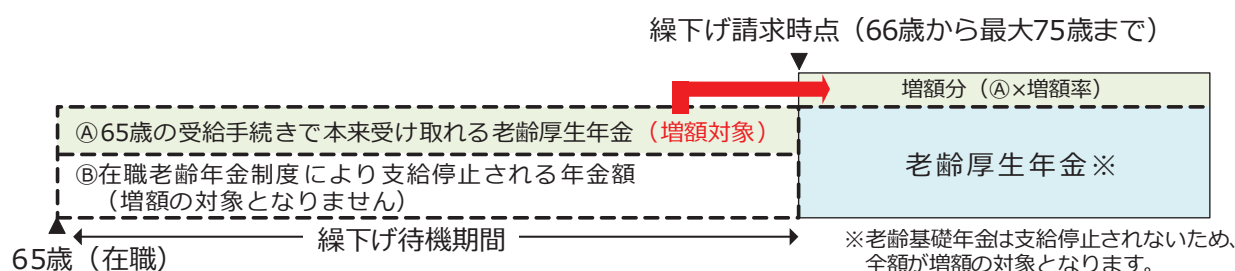 繰下げ請求時点（66歳から最大75歳まで）
▼
増額分（Ⓐ×増額率）
Ⓐ65歳の受給手続きで本来受け取れる老齢厚生年金（増額対象）
Ⓑ在職老齢年金制度により支給停止される年金額
（増額の対象となりません）
老齢厚生年金※
繰下げ待機期間
65歳（在職）
※老齢基礎年金は支給停止されないため、
全額が増額の対象となります。